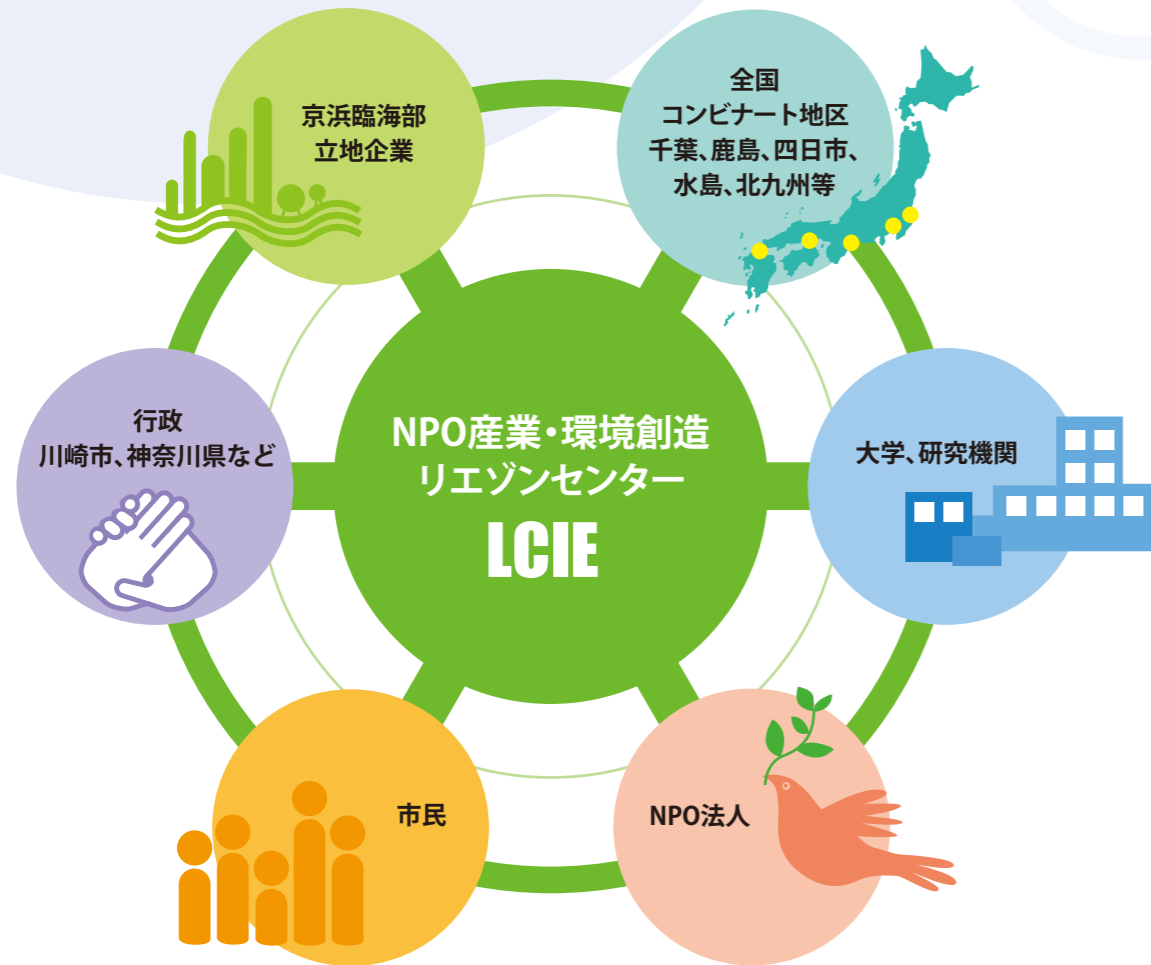 京浜臨海部
立地企業
全国
コンビナート地区
千葉、鹿島、四日市、
水島、北九州等
行政
川崎市、神奈川県など
NPO産業・環境創造
リエゾンセンター
LCIE
大学、研究機関
市民
NPO法人